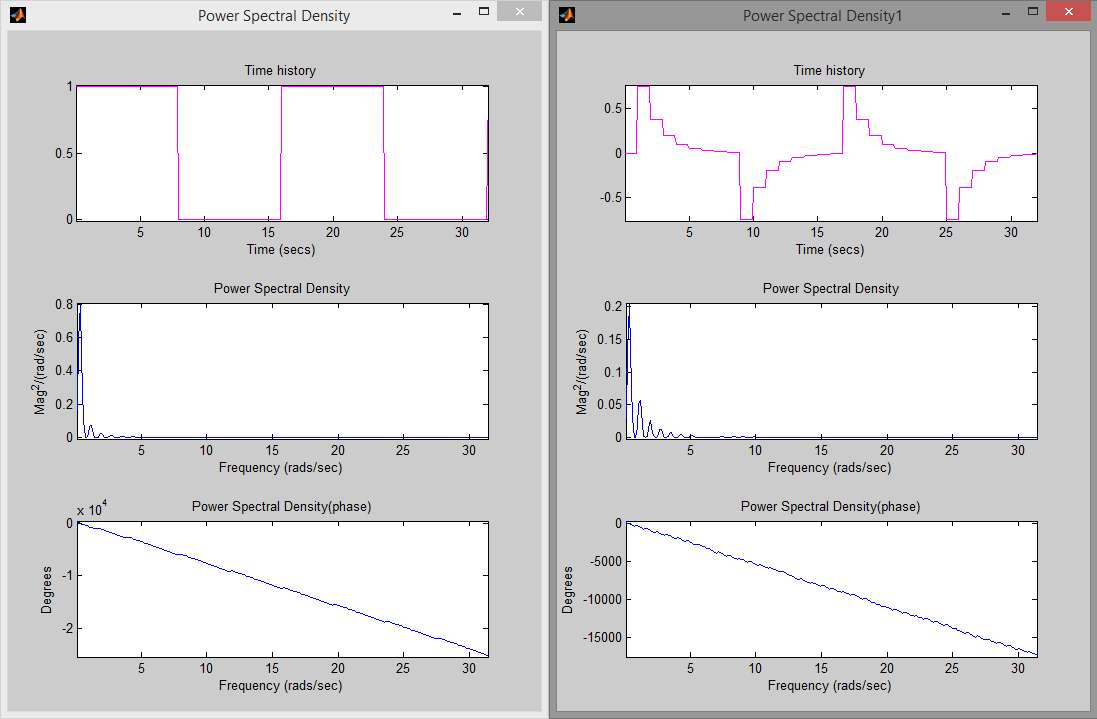 Power Spectral Density
Time history
1
0.5
0
5 10 15 20 25 30
Time (secs)
Power Spectral Density
0.8
0.6
0.4
0.2
0
Mag2/(rad/sec)
5 10 15 20 25 30
Frequency (rads/sec)
x 10 4
Power Spectral Density(phase)
0
-1
-2
Degrees
5 10 15 20 25 30
Frequency (rads/sec)
Power Spectral Density1
Time history
0.5
0
-0.5
5 10 15 20 25 30
Time (secs)
Power Spectral Density
0.2
0.15
0.1
0.05
0
Mag2/(rad/sec)
5 10 15 20 25 30
Frequency (rads/sec)
Power Spectral Density(phase)
0
-5000
-10000
-15000
Degrees
5 10 15 20 25 30
Frequency (rads/sec)